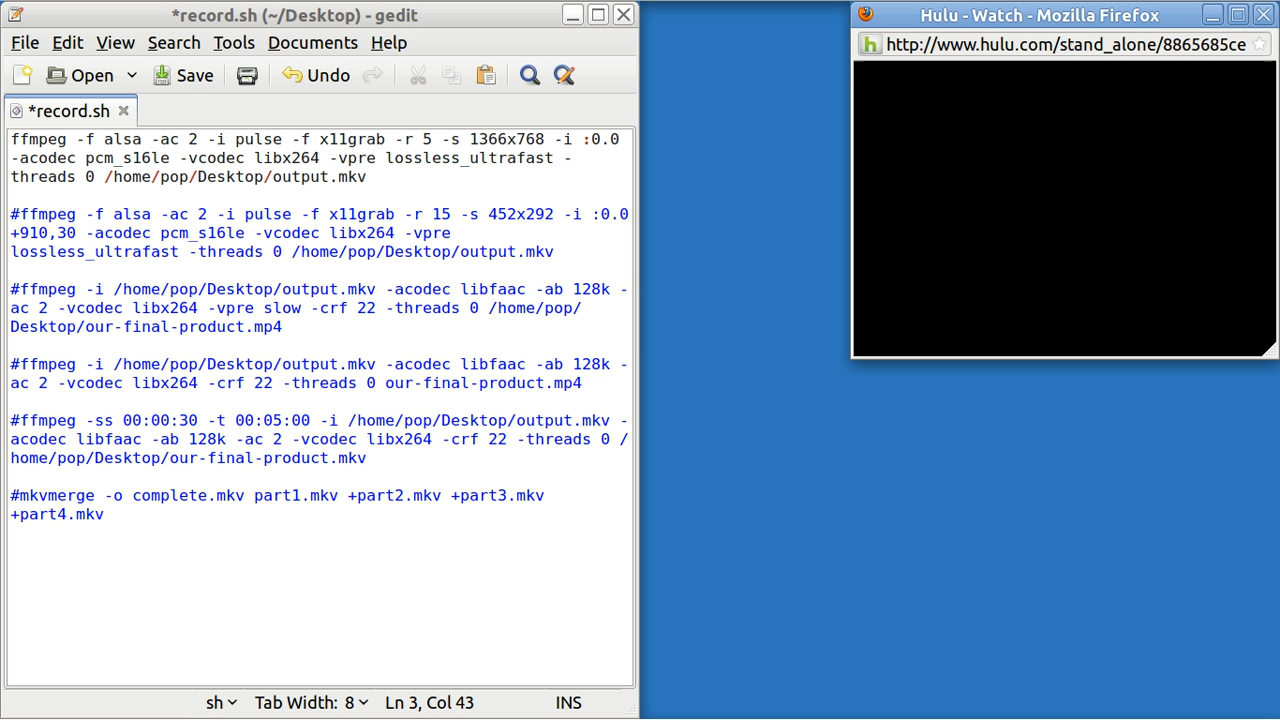 *record.sh (~/Desktop) - gedit
File Edit View Search Tools Documents Help
Open Save Undo
*record.sh
ffmpeg -f alsa -ac 2 -i pulse -f x11grab -r 5 -s 1366x768 -i :0.0
-acodec pcm_s16le -vcodec libx264 -vpre lossless_ultrafast -
threads 0 /home/pop/Desktop/output.mkv
#ffmpeg -f alsa -ac 2 -i pulse -f x11grab -r 15 -s 452x292 -i :0.0
+910,30 -acodec pcm_s16le -vcodec libx264 -vpre
lossless_ultrafast -threads 0 /home/pop/Desktop/output.mkv
#ffmpeg -i /home/pop/Desktop/output.mkv -acodec libfaac -ab 128k -
ac 2 -vcodec libx264 -vpre slow -crf 22 -threads 0 /home/pop/
Desktop/our-final-product.mp4
#ffmpeg -i /home/pop/Desktop/output.mkv -acodec libfaac -ab 128k -
ac 2 -vcodec libx264 -crf 22 -threads 0 our-final-product.mp4
#ffmpeg -ss 00:00:30 -t 00:05:00 -i /home/pop/Desktop/output.mkv -
acodec libfaac -ab 128k -ac 2 -vcodec libx264 -crf 22 -threads 0 /
home/pop/Desktop/our-final-product.mkv
#mkvmerge -o complete.mkv part1.mkv +part2.mkv +part3.mkv
+part4.mkv
sh Tab Width: 8 Ln 3, Col 43 INS
Hulu - Watch - Mozilla Firefox
h http://www.hulu.com/stand_alone/8865685ce